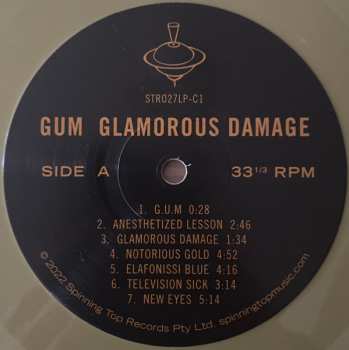 STR027LP-C1
GUM GLAMOROUS DAMAGE
SIDE A 33 1/3 RPM
1. G.U.M 0:28
2. ANESTHETIZED LESSON 2:46
3. GLAMOROUS DAMAGE 1:34
4. NOTORIOUS GOLD 4:52
5. ELAFONISSI BLUE 4:16
6. TELEVISION SICK 3:14
7. NEW EYES 5:14
© 2022 Spinning Top Records Pty Ltd. spinningtopmusic.com